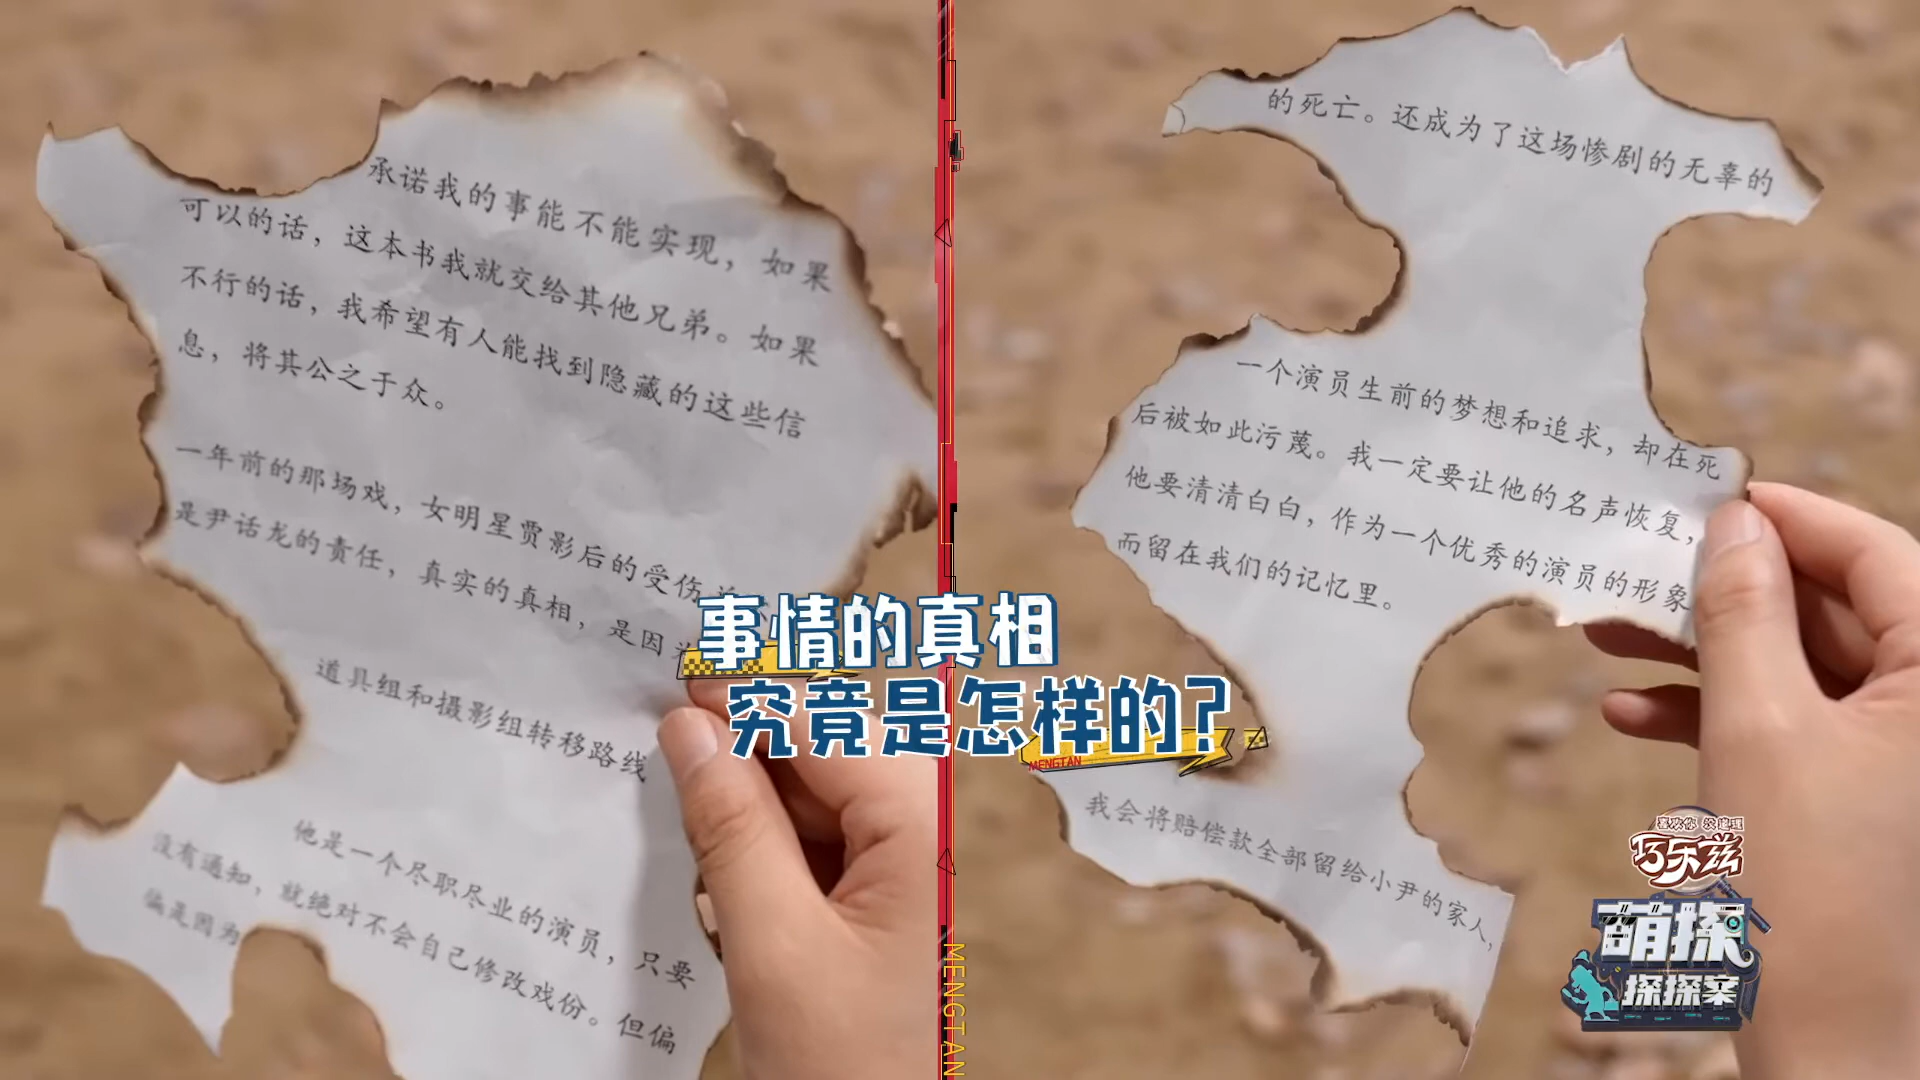 承诺我的事能不能实现，如果
可以的话，这本书我就交给其他兄弟。如果
不行的话，我希望有人能找到隐藏的这些信
息，将其公之于众。
一年前的那场戏，女明星贾影后的受伤
是尹话龙的责任，真实的真相，是因
道具组和摄影组转移路线
他是一个尽职尽业的演员，只要
没有通知，就绝对不会自己修改戏份。但偏
偏是因为
的死亡。还成为了这场惨剧的无辜的
一个演员生前的梦想和追求，却在死
后被如此污蔑。我一定要让他的名声恢复，
他要清清白白，作为一个优秀的演员的形象
而留在我们的记忆里。
我会将赔偿款全部留给小尹的家人，
事情的真相
究竟是怎样的？
MENGTAN
MENGTAN
喜欢你 没道理
巧乐兹
萌探
探探案